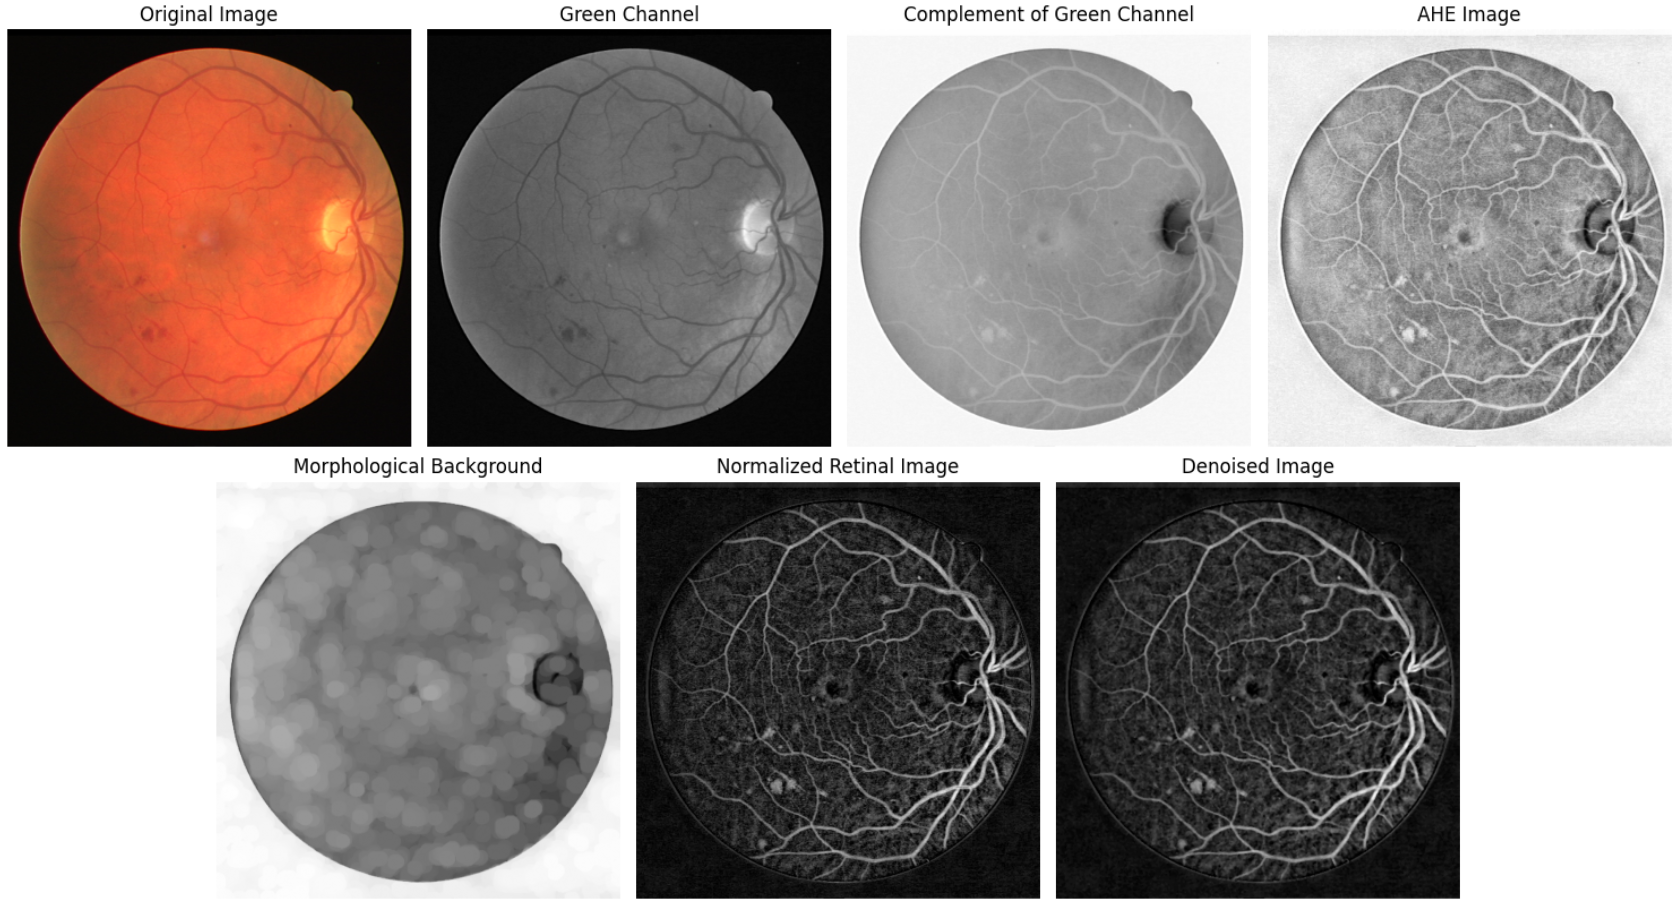 Original Image
Green Channel
Complement of Green Channel
AHE Image
Morphological Background
Normalized Retinal Image
Denoised Image